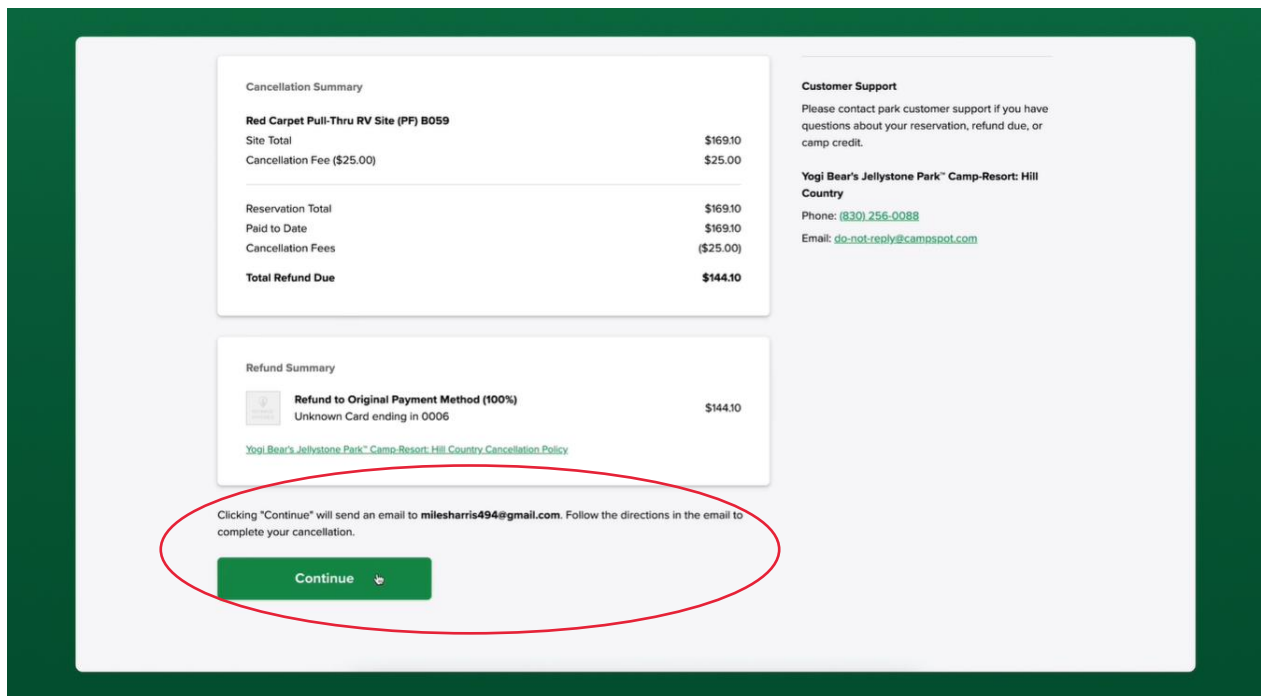 Cancellation Summary
Red Carpet Pull-Thru RV Site (PF) B059
Site Total $169.10
Cancellation Fee ($25.00) $25.00
Reservation Total $169.10
Paid to Date $169.10
Cancellation Fees ($25.00)
Total Refund Due $144.10
Refund Summary
Refund to Original Payment Method (100%)
Unknown Card ending in 0006
$144.10
Yogi Bear's Jellystone Park™ Camp-Resort: Hill Country Cancellation Policy
Clicking "Continue" will send an email to milesharris494@gmail.com. Follow the directions in the email to
complete your cancellation.
Continue
Customer Support
Please contact park customer support if you have
questions about your reservation, refund due, or
camp credit.
Yogi Bear's Jellystone Park™ Camp-Resort: Hill
Country
Phone: (830) 256-0088
Email: do-not-reply@campspot.com